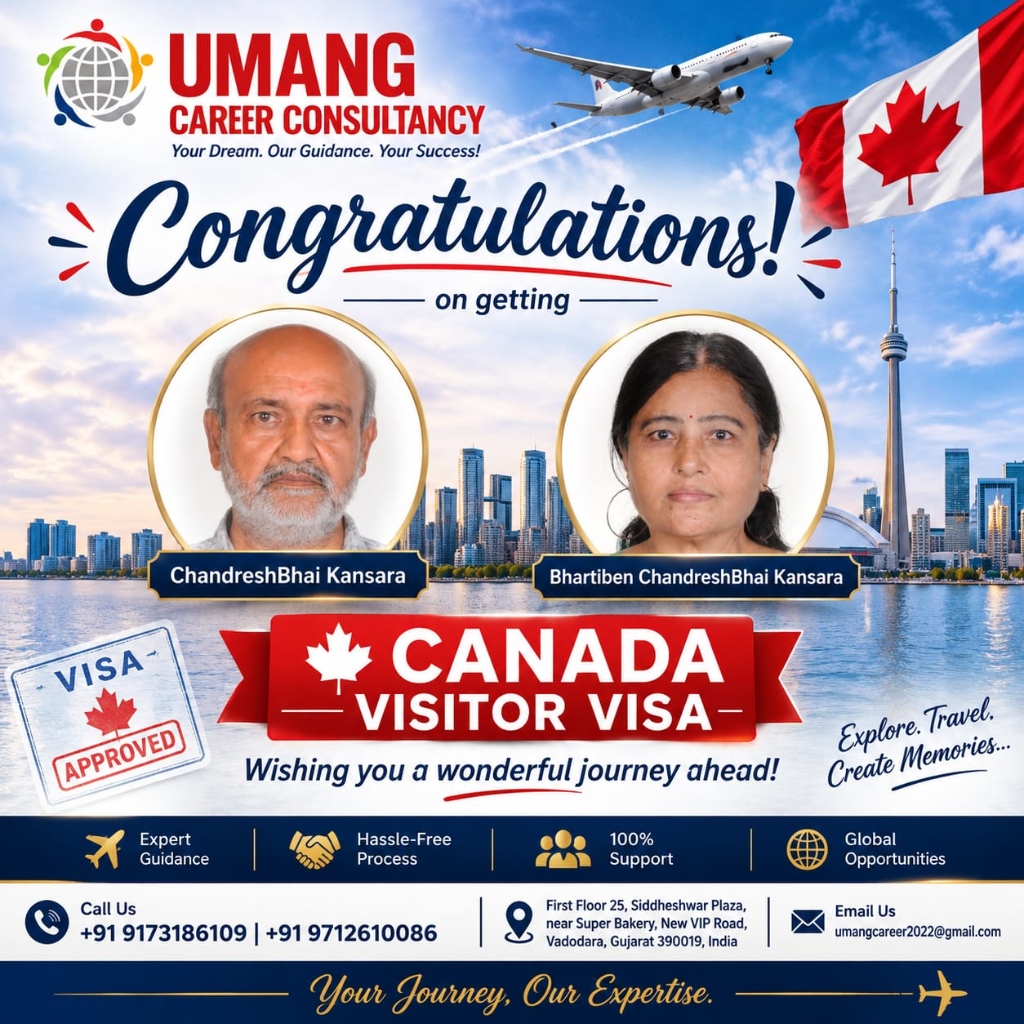 UMANG
CAREER CONSULTANCY
Your Dream. Our Guidance. Your Success!
Congratulations!
on getting
ChandreshBhai Kansara
Bhartiben ChandreshBhai Kansara
VISA
APPROVED
CANADA
VISITOR VISA
Wishing you a wonderful journey ahead!
Explore. Travel.
Create Memories...
Expert
Guidance
Hassle-Free
Process
100%
Support
Global
Opportunities
Call Us
+91 9173186109 | +91 9712610086
First Floor 25, Siddheshwar Plaza,
near Super Bakery, New VIP Road,
Vadodara, Gujarat 390019, India
Email Us
umangcareer2022@gmail.com
Your Journey, Our Expertise.